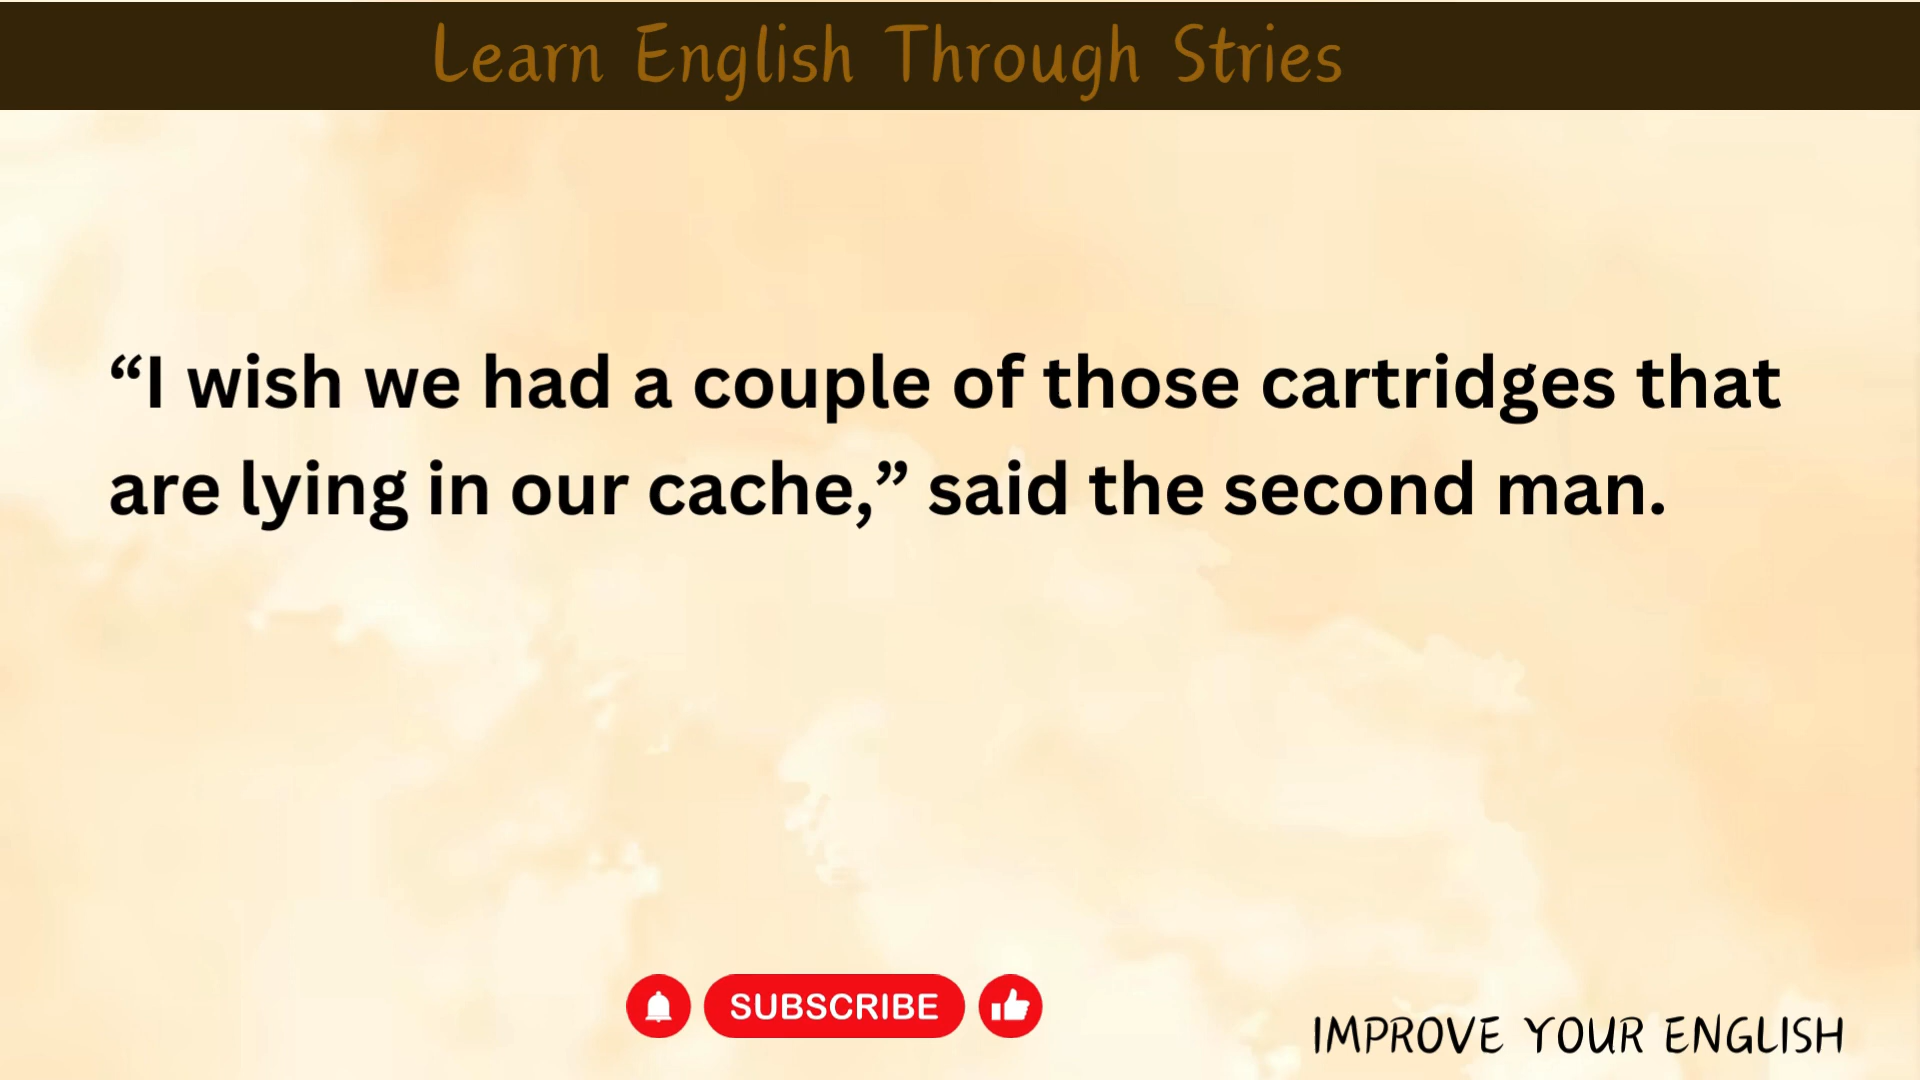 Learn English Through Stries
“I wish we had a couple of those cartridges that
are lying in our cache,” said the second man.
SUBSCRIBE
IMPROVE YOUR ENGLISH